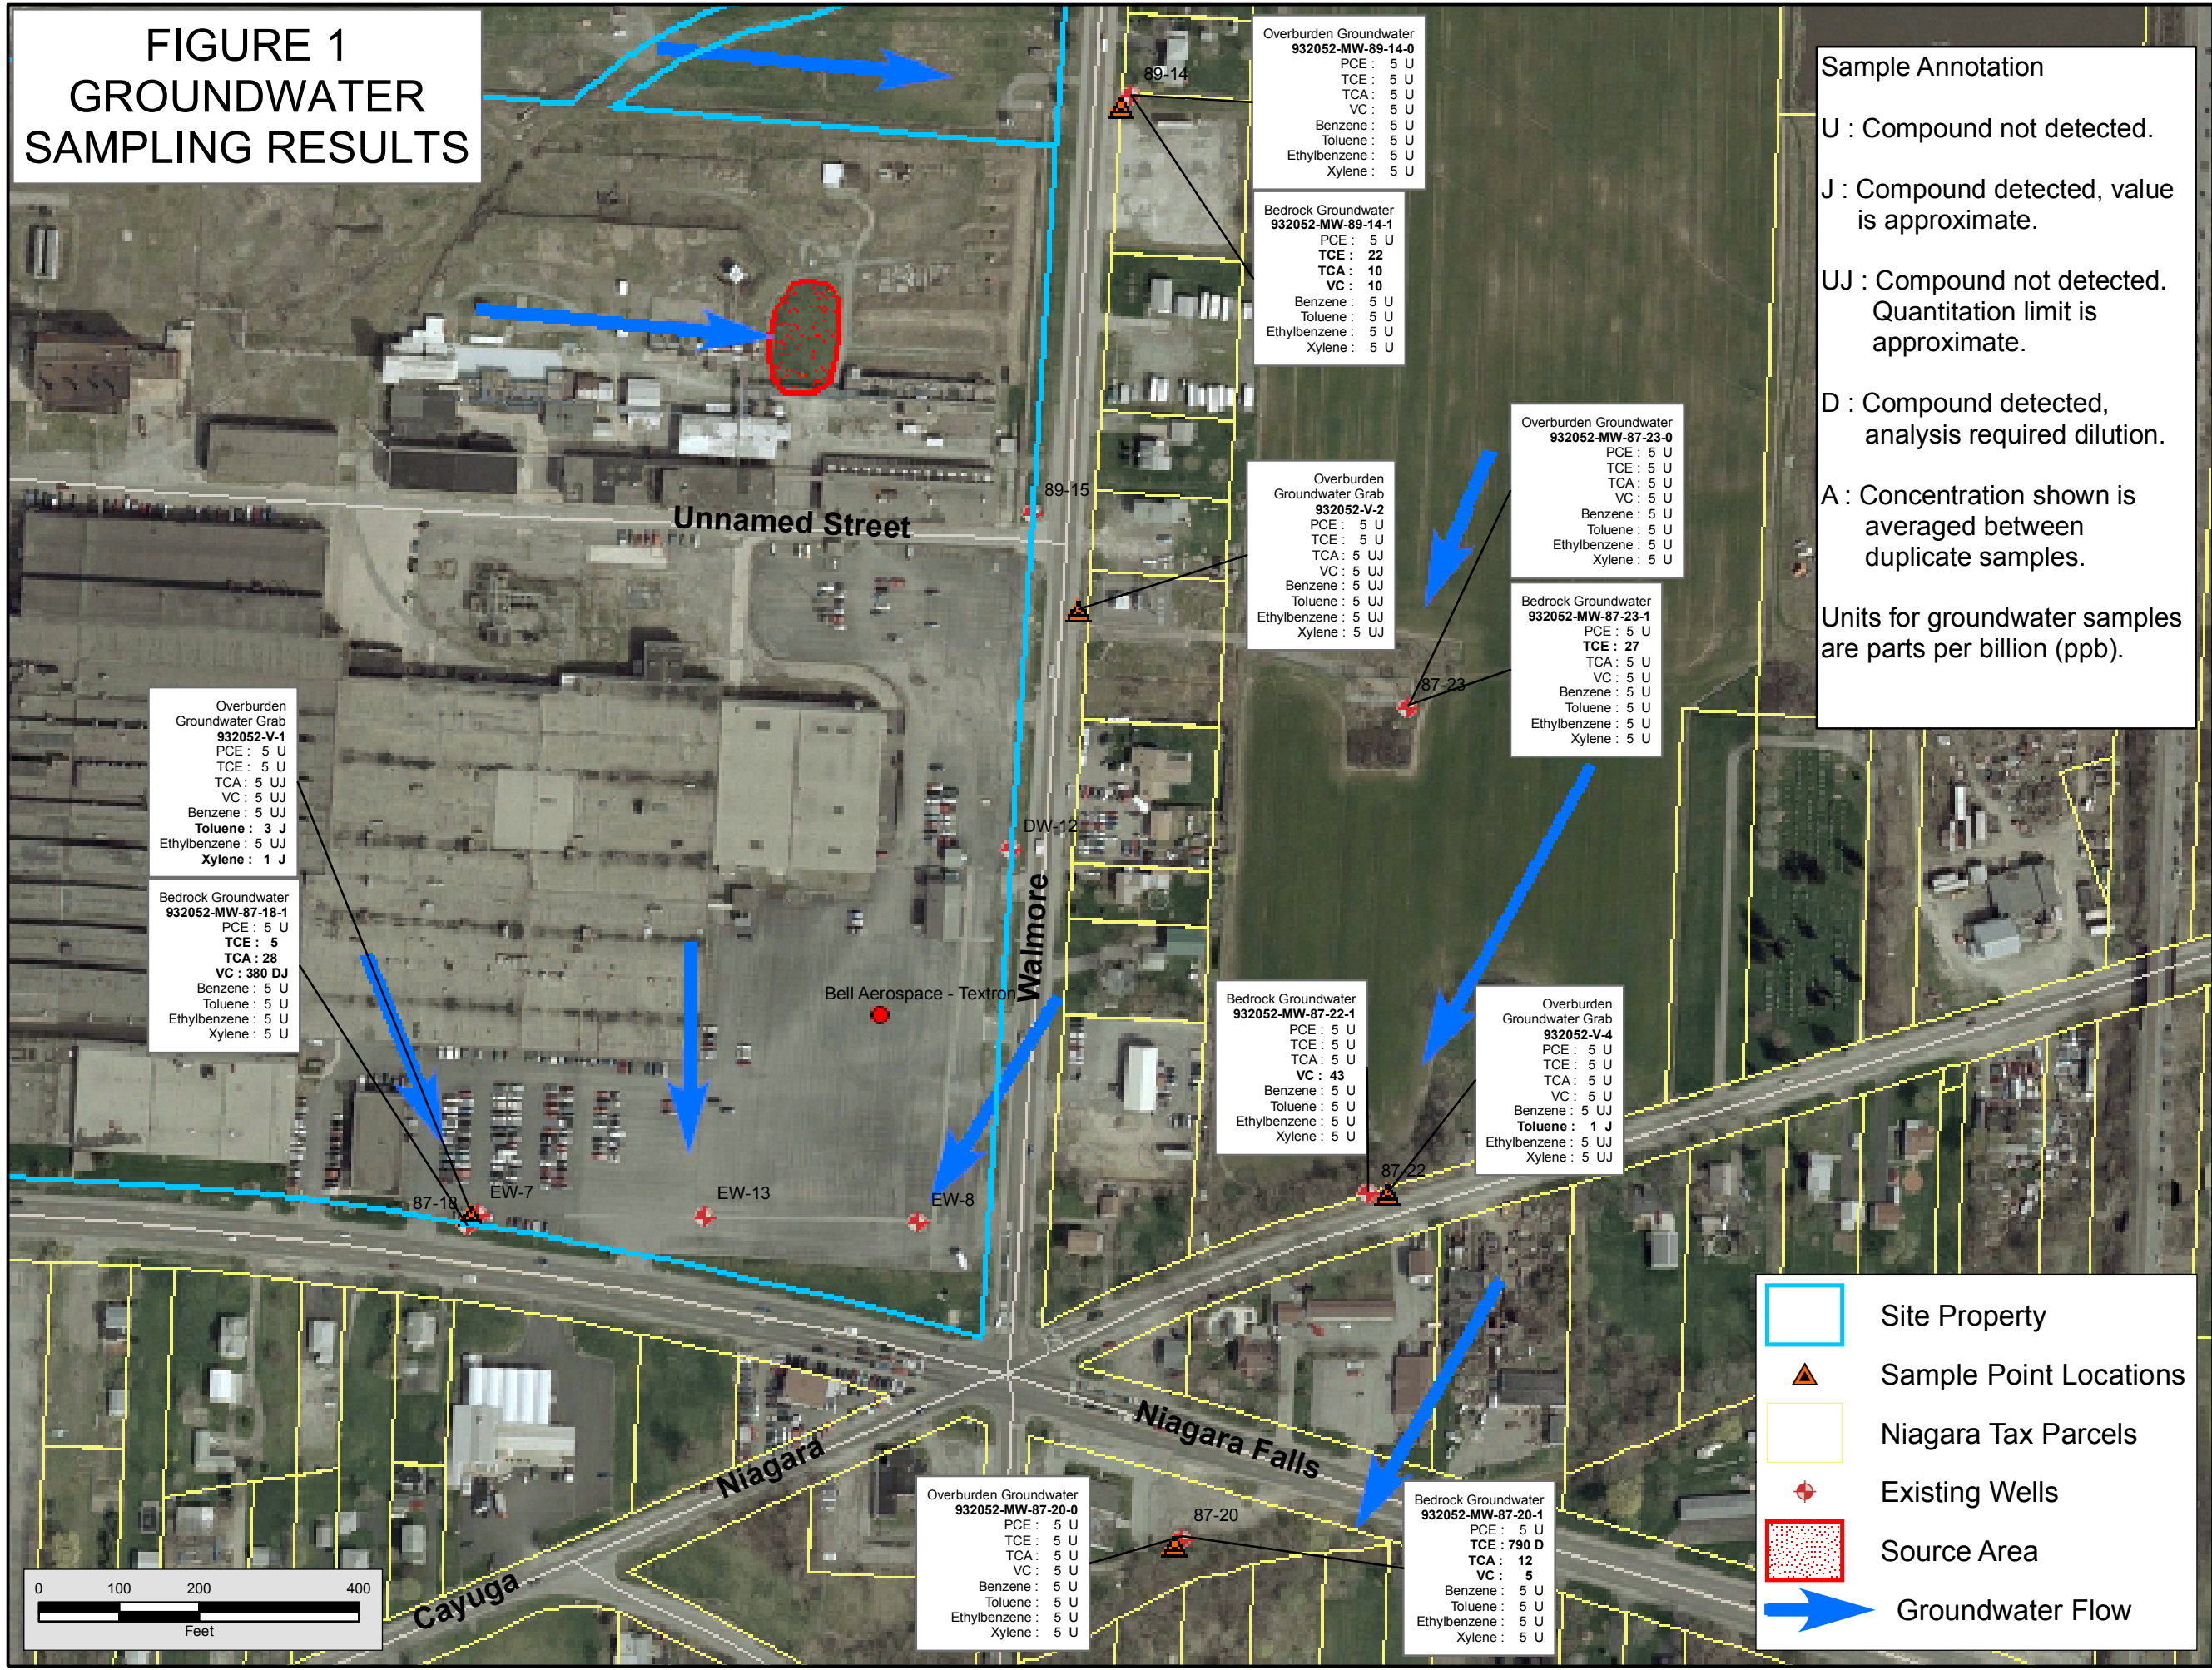 FIGURE 1
GROUNDWATER
SAMPLING RESULTS
Overburden Groundwater
932052-MW-89-14-0
PCE : 5 U
TCE : 5 U
TCA : 5 U
VC : 5 U
Benzene : 5 U
Toluene : 5 U
Ethylbenzene : 5 U
Xylene : 5 U
89-14
Bedrock Groundwater
932052-MW-89-14-1
PCE : 5 U
TCE : 22
TCA : 10
VC : 10
Benzene : 5 U
Toluene : 5 U
Ethylbenzene : 5 U
Xylene : 5 U
Sample Annotation
U : Compound not detected.
J : Compound detected, value
is approximate.
UJ : Compound not detected.
Quantitation limit is
approximate.
D : Compound detected,
analysis required dilution.
A : Concentration shown is
averaged between
duplicate samples.
Units for groundwater samples
are parts per billion (ppb).
Overburden Groundwater
932052-MW-87-23-0
PCE : 5 U
TCE : 5 U
TCA : 5 U
VC : 5 U
Benzene : 5 U
Toluene : 5 U
Ethylbenzene : 5 U
Xylene : 5 U
Overburden
Groundwater Grab
932052-V-2
PCE : 5 U
TCE : 5 U
TCA : 5 UJ
VC : 5 UJ
Benzene : 5 UJ
Toluene : 5 UJ
Ethylbenzene : 5 UJ
Xylene : 5 UJ
89-15
Unnamed Street
Bedrock Groundwater
932052-MW-87-23-1
PCE : 5 U
TCE : 27
TCA : 5 U
VC : 5 U
Benzene : 5 U
Toluene : 5 U
Ethylbenzene : 5 U
Xylene : 5 U
87-23
Overburden
Groundwater Grab
932052-V-1
PCE : 5 U
TCE : 5 U
TCA : 5 UJ
VC : 5 UJ
Benzene : 5 UJ
Toluene : 3 J
Ethylbenzene : 5 UJ
Xylene : 1 J
DW-12
Walmore
Bedrock Groundwater
932052-MW-87-18-1
PCE : 5 U
TCE : 5
TCA : 28
VC : 380 DJ
Benzene : 5 U
Toluene : 5 U
Ethylbenzene : 5 U
Xylene : 5 U
Bell Aerospace - Textron
Bedrock Groundwater
932052-MW-87-22-1
PCE : 5 U
TCE : 5 U
TCA : 5 U
VC : 43
Benzene : 5 U
Toluene : 5 U
Ethylbenzene : 5 U
Xylene : 5 U
Overburden
Groundwater Grab
932052-V-4
PCE : 5 U
TCE : 5 U
TCA : 5 U
VC : 5 U
Benzene : 5 UJ
Toluene : 1 J
Ethylbenzene : 5 UJ
Xylene : 5 UJ
87-22
87-18
EW-7
EW-13
EW-8
Niagara Falls
Niagara
Cayuga
Overburden Groundwater
932052-MW-87-20-0
PCE : 5 U
TCE : 5 U
TCA : 5 U
VC : 5 U
Benzene : 5 U
Toluene : 5 U
Ethylbenzene : 5 U
Xylene : 5 U
87-20
Bedrock Groundwater
932052-MW-87-20-1
PCE : 5 U
TCE : 790 D
TCA : 12
VC : 5
Benzene : 5 U
Toluene : 5 U
Ethylbenzene : 5 U
Xylene : 5 U
Site Property
Sample Point Locations
Niagara Tax Parcels
Existing Wells
Source Area
Groundwater Flow
0 100 200 400
Feet